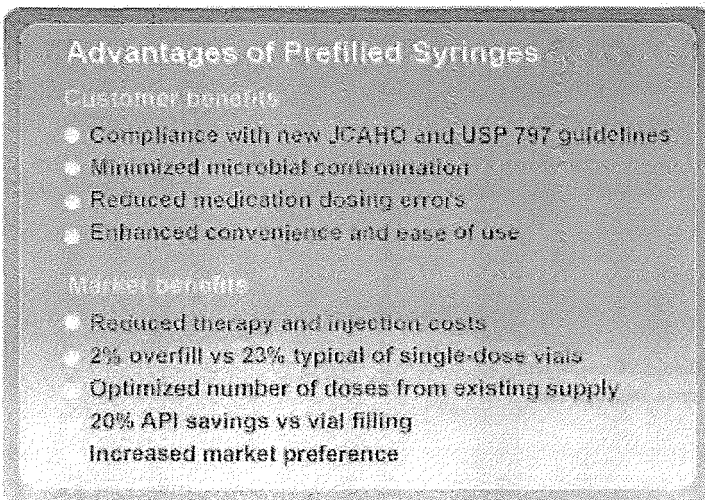 Advantages of Prefilled Syringes
Customer benefits
Compliance with new JCAHO and USP 797 guidelines
Minimized microbial contamination
Reduced medication dosing errors
Enhanced convenience and ease of use
Market benefits
Reduced therapy and injection costs
2% overfill vs 23% typical of single-dose vials
Optimized number of doses from existing supply
20% API savings vs vial filling
Increased market preference